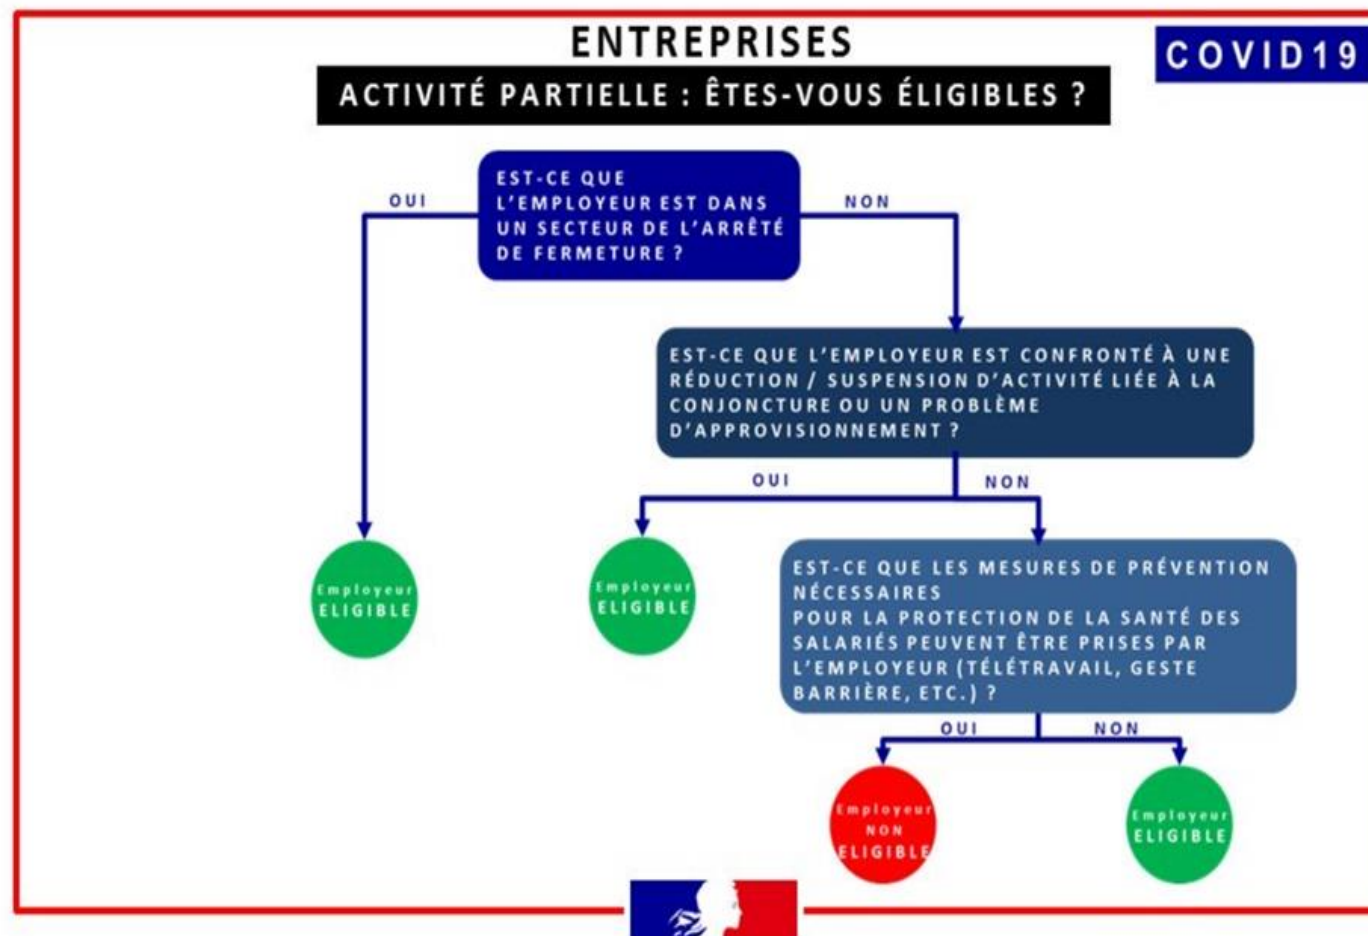 ENTREPRISES
COVID19
ACTIVITÉ PARTIELLE : ÊTES-VOUS ÉLIGIBLES ?
EST-CE QUE
L'EMPLOYEUR EST DANS
UN SECTEUR DE L'ARRÊTÉ
DE FERMETURE ?
OUI
NON
EST-CE QUE L'EMPLOYEUR EST CONFRONTÉ À UNE
RÉDUCTION / SUSPENSION D'ACTIVITÉ LIÉE À LA
CONJONCTURE OU UN PROBLÈME
D'APPROVISIONNEMENT ?
OUI
NON
Employeur
ELIGIBLE
Employeur
ELIGIBLE
EST-CE QUE LES MESURES DE PRÉVENTION
NÉCESSAIRES
POUR LA PROTECTION DE LA SANTÉ DES
SALARIÉS PEUVENT ÊTRE PRISES PAR
L'EMPLOYEUR (TÉLÉTRAVAIL, GESTE
BARRIÈRE, ETC.) ?
OUI
NON
Employeur
NON
ELIGIBLE
Employeur
ELIGIBLE